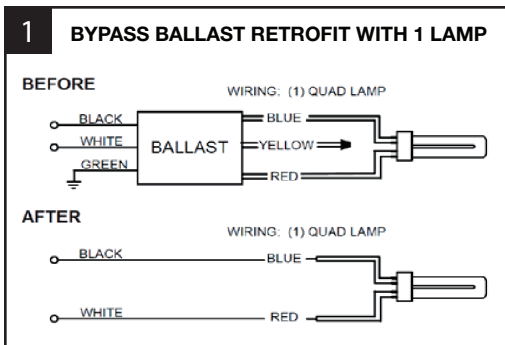 1 BYPASS BALLAST RETROFIT WITH 1 LAMP
BEFORE
WIRING: (1) QUAD LAMP
BLACK
WHITE
GREEN
BALLAST
BLUE
YELLOW
RED
AFTER
WIRING: (1) QUAD LAMP
BLACK
BLUE
WHITE
RED